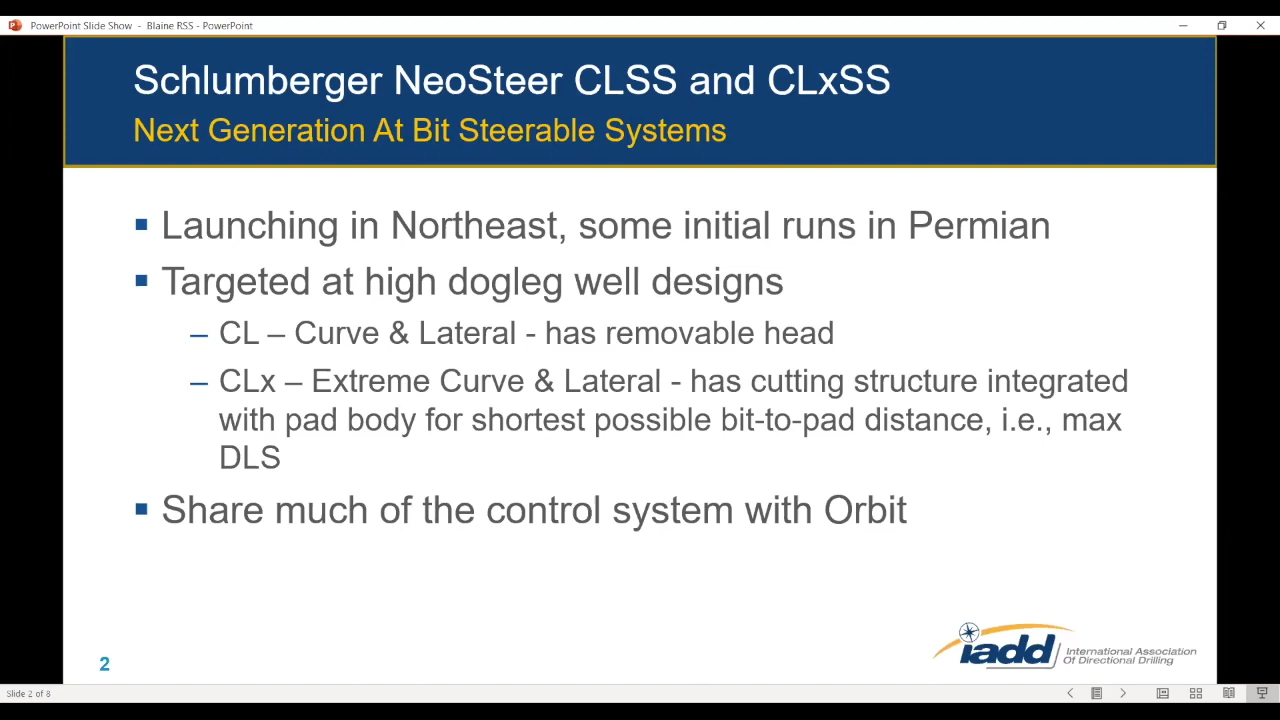 PowerPoint Slide Show - Blaine RSS - PowerPoint
Schlumberger NeoSteer CLSS and CLxSS
Next Generation At Bit Steerable Systems
Launching in Northeast, some initial runs in Permian
Targeted at high dogleg well designs
– CL – Curve & Lateral - has removable head
– CLx – Extreme Curve & Lateral - has cutting structure integrated
with pad body for shortest possible bit-to-pad distance, i.e., max
DLS
Share much of the control system with Orbit
iadd
International Association
Of Directional Drilling
2
Slide 2 of 8